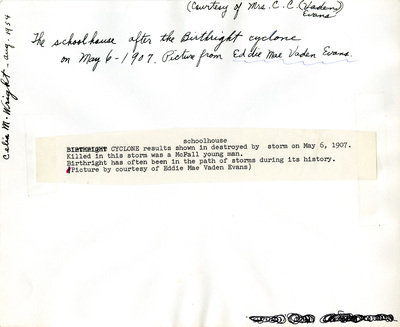 (Courtesy of Mrs. C. C. (Vaden)
Evans
The schoolhouse after the Birthright cyclone
on May 6-1907. Picture from Eddie Mae Vaden Evans.
Celia M. Wright - Aug. 1954
schoolhouse
BIRTHRIGHT CYCLONE results shown in destroyed by storm on May 6, 1907.
Killed in this storm was a McFall young man.
Birthright has often been in the path of storms during its history.
(Picture by courtesy of Eddie Mae Vaden Evans)